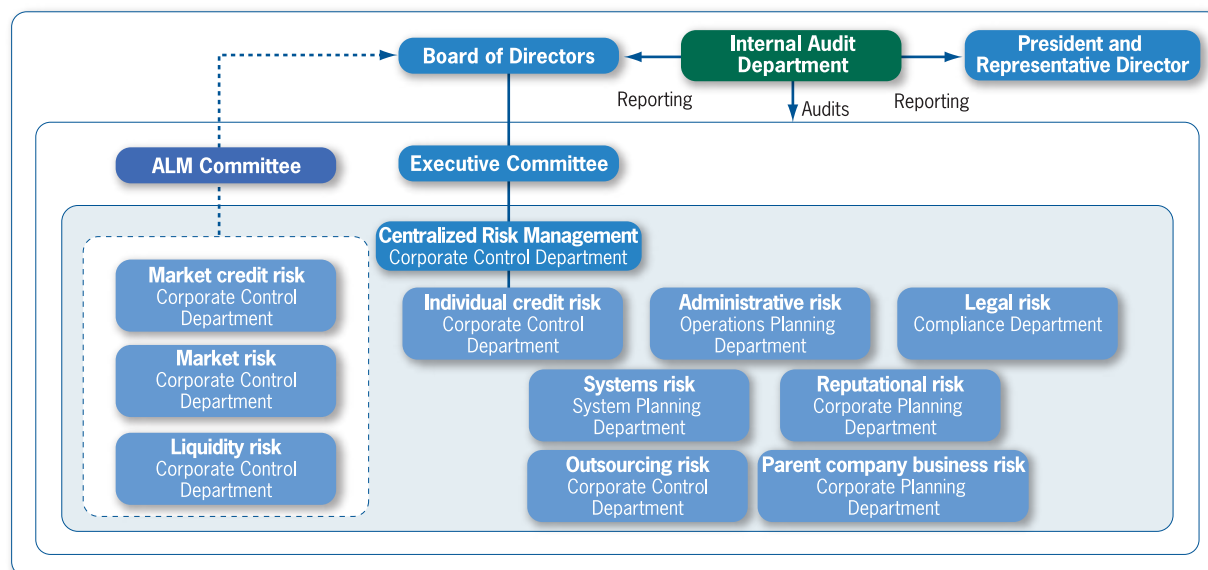 Board of Directors
Internal Audit
Department
President and
Representative Director
Reporting
Audits
Reporting
ALM Committee
Executive Committee
Centralized Risk Management
Corporate Control Department
Market credit risk
Corporate Control
Department
Market risk
Corporate Control
Department
Liquidity risk
Corporate Control
Department
Individual credit risk
Corporate Control
Department
Administrative risk
Operations Planning
Department
Legal risk
Compliance Department
Systems risk
System Planning
Department
Reputational risk
Corporate Planning
Department
Outsourcing risk
Corporate Control
Department
Parent company business risk
Corporate Planning
Department